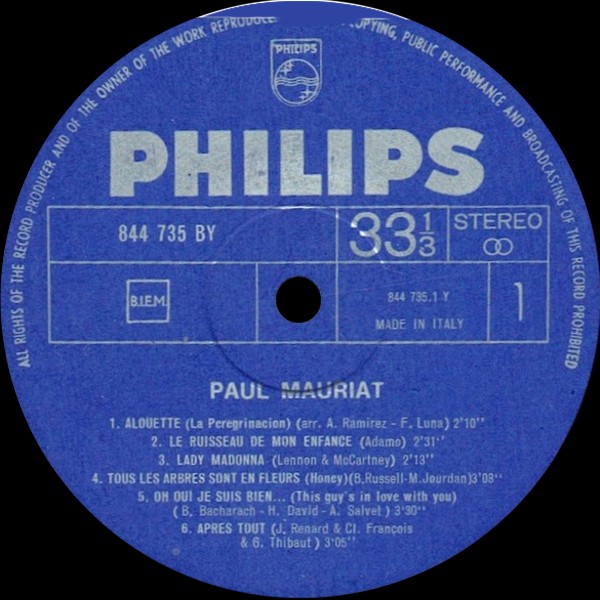 ALL RIGHTS OF THE RECORD PRODUCER AND OF THE OWNER OF THE WORK REPRODUCED COPYING, PUBLIC PERFORMANCE AND BROADCASTING OF THIS RECORD PROHIBITED
PHILIPS
PHILIPS
844 735 BY
33 1/3
STEREO
B.I.E.M.
844 735.1 Y
MADE IN ITALY
1
PAUL MAURIAT
1. ALOUETTE (La Peregrinacion) (arr. A. Ramirez - F. Luna) 2'10''
2. LE RUISSEAU DE MON ENFANCE (Adamo) 2'31''
3. LADY MADONNA (Lennon & McCartney) 2'13''
4. TOUS LES ARBRES SONT EN FLEURS (Honey)(B.Russell-M.Jourdan)3'08''
5. OH OUI JE SUIS BIEN... (This guy's in love with you)
( B. Bacharach - H. David - A. Salvet ) 3'30''
6. APRES TOUT (J. Renard & Cl. François
& G. Thibaut ) 3'05''